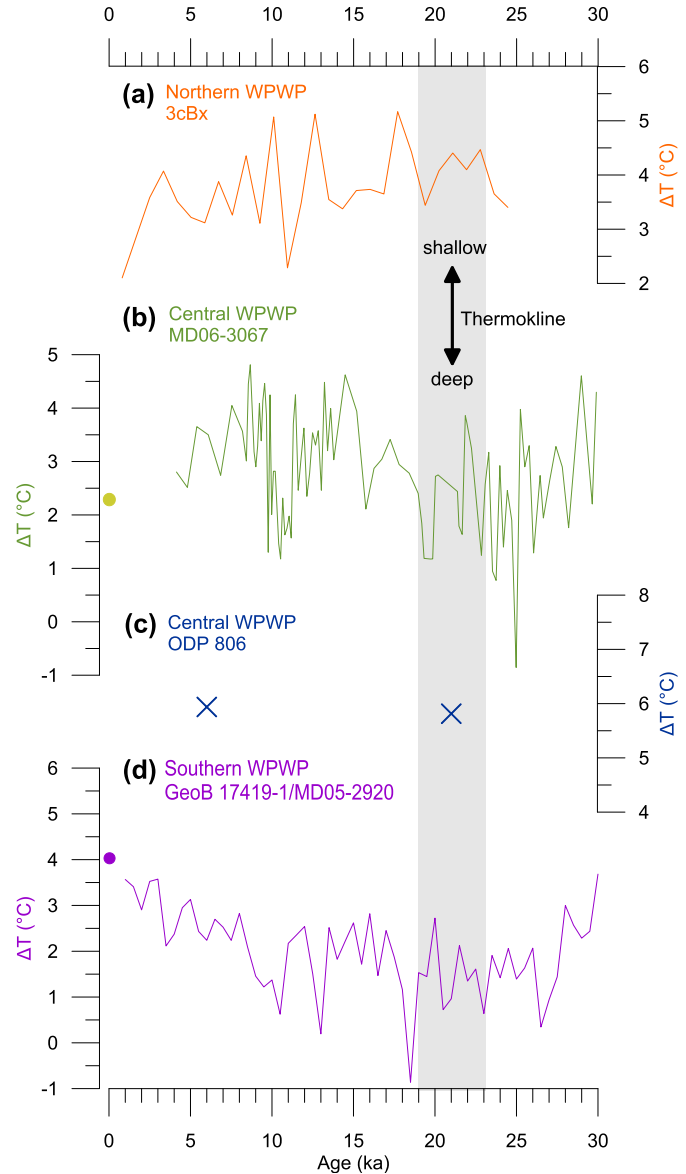 0 5 10 15 20 25 30
(a) Northern WPWP
3cBx
6
5
4
3
2
ΔT (°C)
shallow
Thermokline
deep
(b) Central WPWP
MD06-3067
5
4
3
2
1
0
-1
ΔT (°C)
(c) Central WPWP
ODP 806
8
7
6
5
4
ΔT (°C)
(d) Southern WPWP
GeoB 17419-1/MD05-2920
6
5
4
3
2
1
0
-1
ΔT (°C)
0 5 10 15 20 25 30
Age (ka)